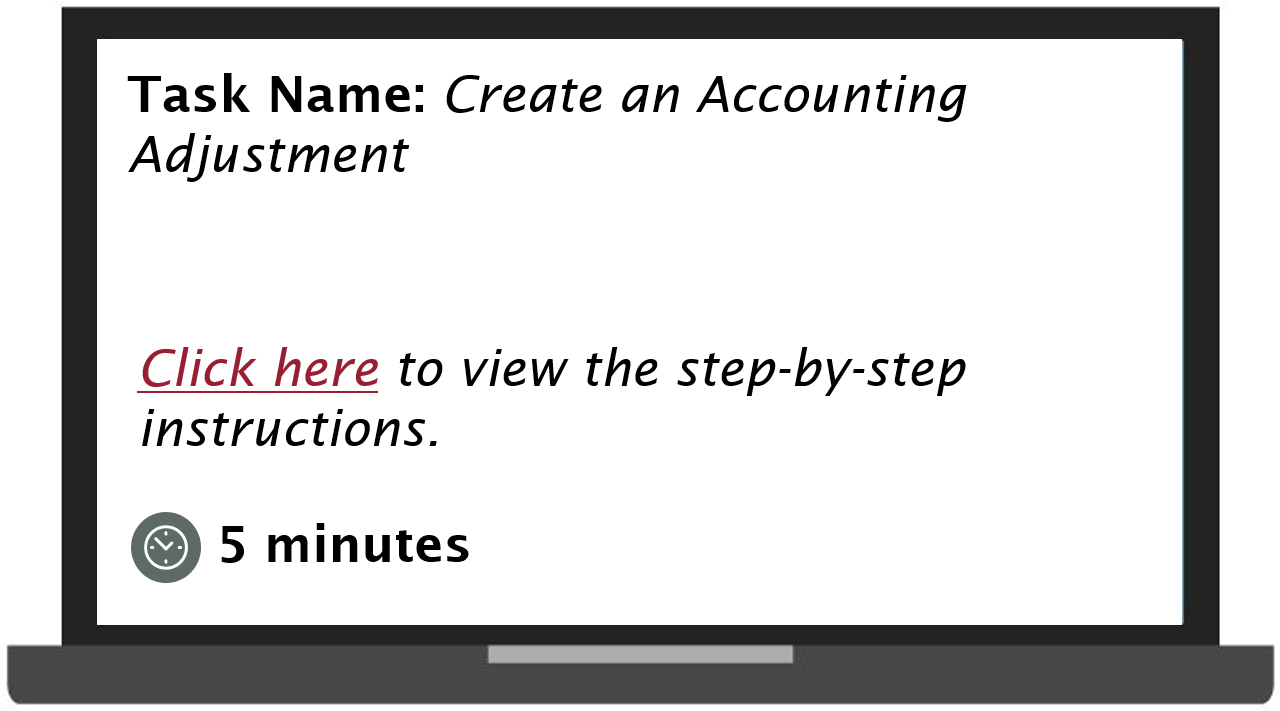 Task Name: Create an Accounting
Adjustment
Click here to view the step-by-step
instructions.
5 minutes